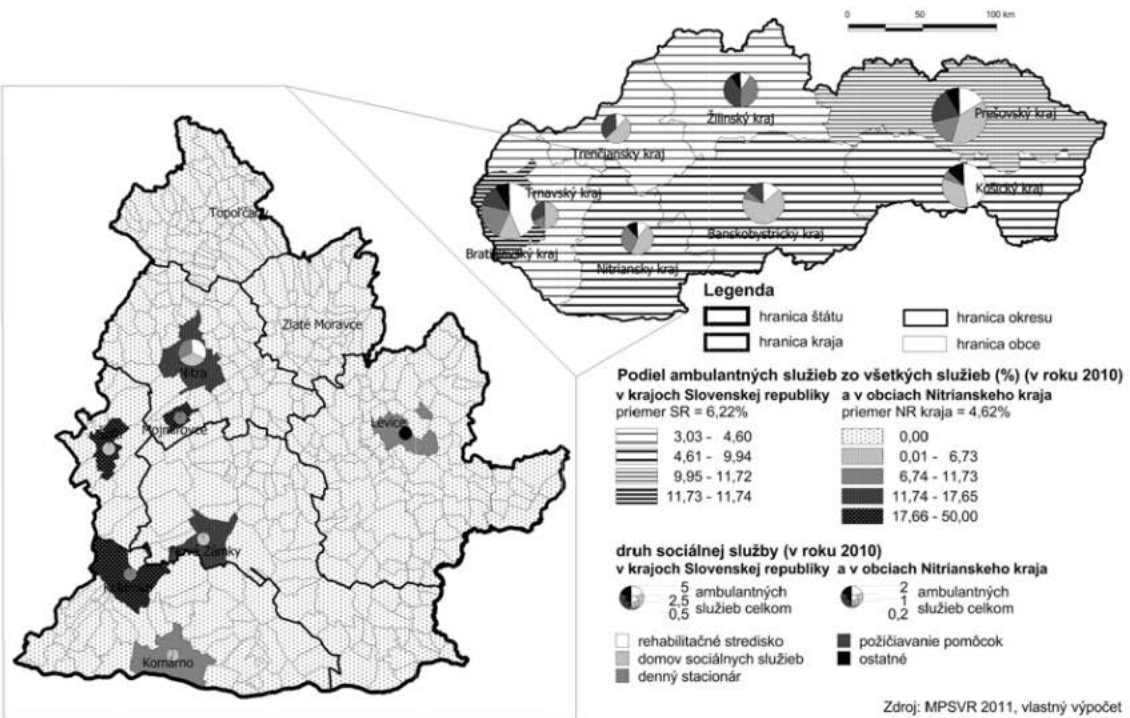 0 50 100 km
Prešovský kraj
Žilinský kraj
Trenčiansky kraj
Košický kraj
Trnavský kraj
Banskobystrický kraj
Nitriansky kraj
Topoľčany
Zlaté Moravce
Nitra
Mojmírovce
Levice
Nové Zámky
Komárno
Legenda
hranica štátu
hranica okresu
hranica kraja
hranica obce
Podiel ambulantných služieb zo všetkých služieb (%) (v roku 2010)
v krajoch Slovenskej republiky a v obciach Nitrianskeho kraja
priemer SR = 6,22% priemer NR kraja = 4,62%
3,03 - 4,60
4,61 - 9,94
9,95 - 11,72
11,73 - 11,74
0,00
0,01 - 6,73
6,74 - 11,73
11,74 - 17,65
17,66 - 50,00
druh sociálnej služby (v roku 2010)
v krajoch Slovenskej republiky a v obciach Nitrianskeho kraja
5
2,5
0,5
ambulantných
služieb celkom
2
1
0,2
ambulantných
služieb celkom
rehabilitačné stredisko
domov sociálnych služieb
denný stacionár
požičiavanie pomôcok
ostatné
Zdroj: MPSVR 2011, vlastný výpočet